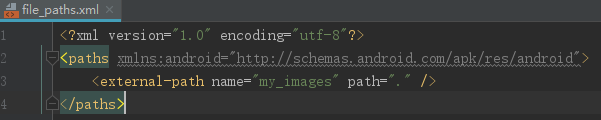 file_paths.xml
1 <?xml version="1.0" encoding="utf-8"?>
2 <paths xmlns:android="http://schemas.android.com/apk/res/android">
3 <external-path name="my_images" path="." />
4 </paths>